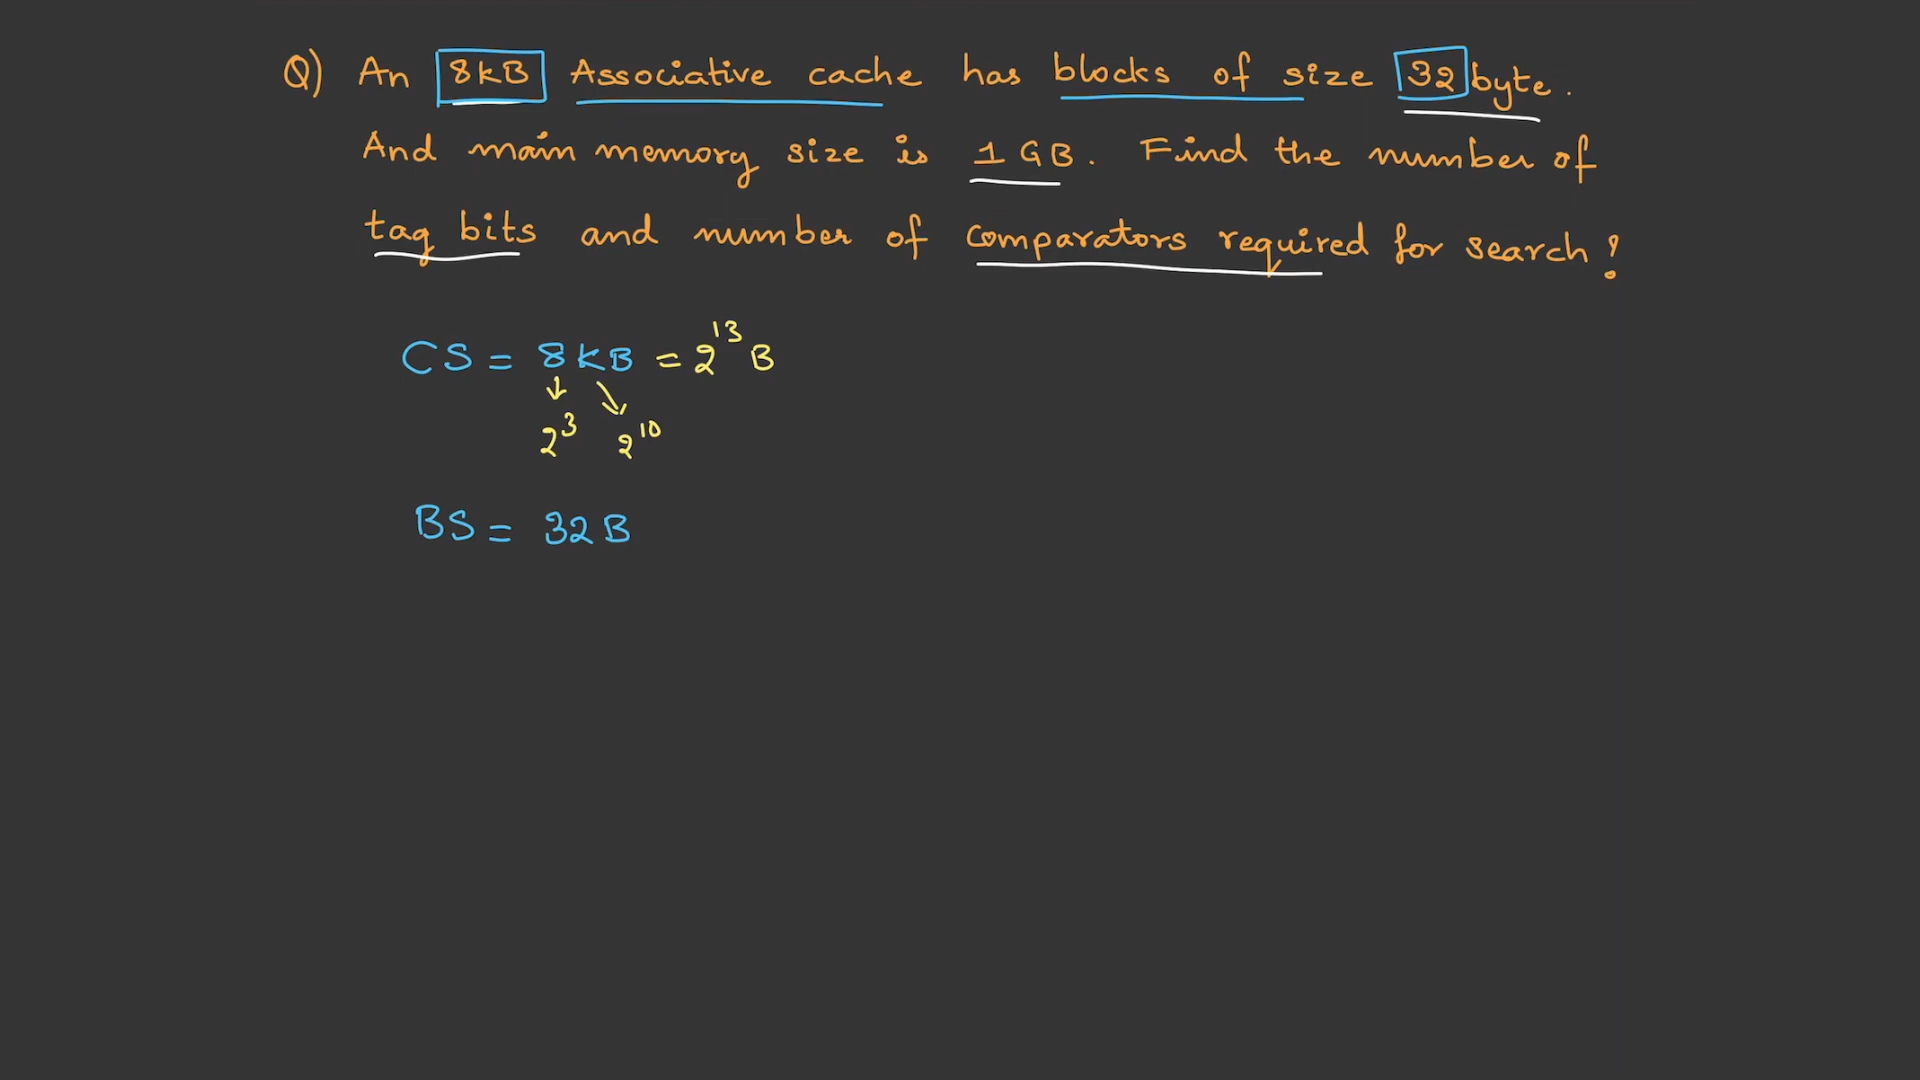 Q) An 8kB Associative cache has blocks of size 32 byte.
And main memory size is 1 GB. Find the number of
tag bits and number of comparators required for search?
CS = 8kB = 2^13 B
2^3 2^10
BS = 32B